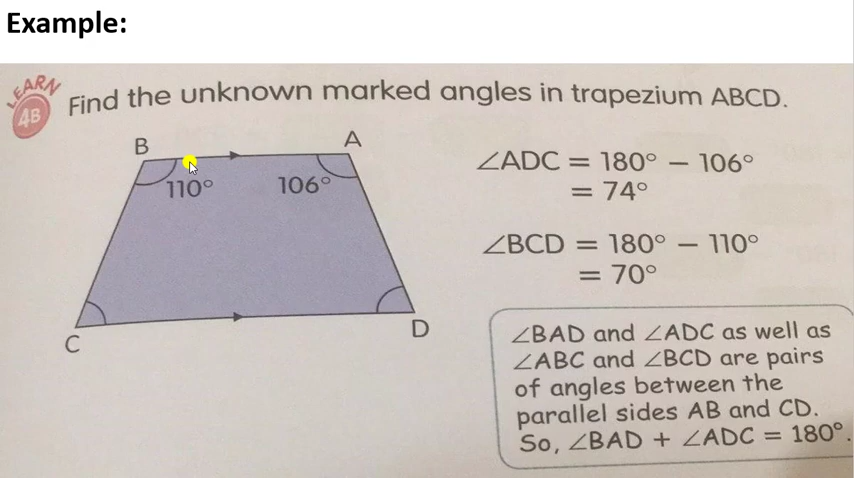 Example:
LEARN
4B
Find the unknown marked angles in trapezium ABCD.
B
A
110°
106°
C
D
∠ADC = 180° – 106°
= 74°
∠BCD = 180° – 110°
= 70°
∠BAD and ∠ADC as well as
∠ABC and ∠BCD are pairs
of angles between the
parallel sides AB and CD.
So, ∠BAD + ∠ADC = 180°.